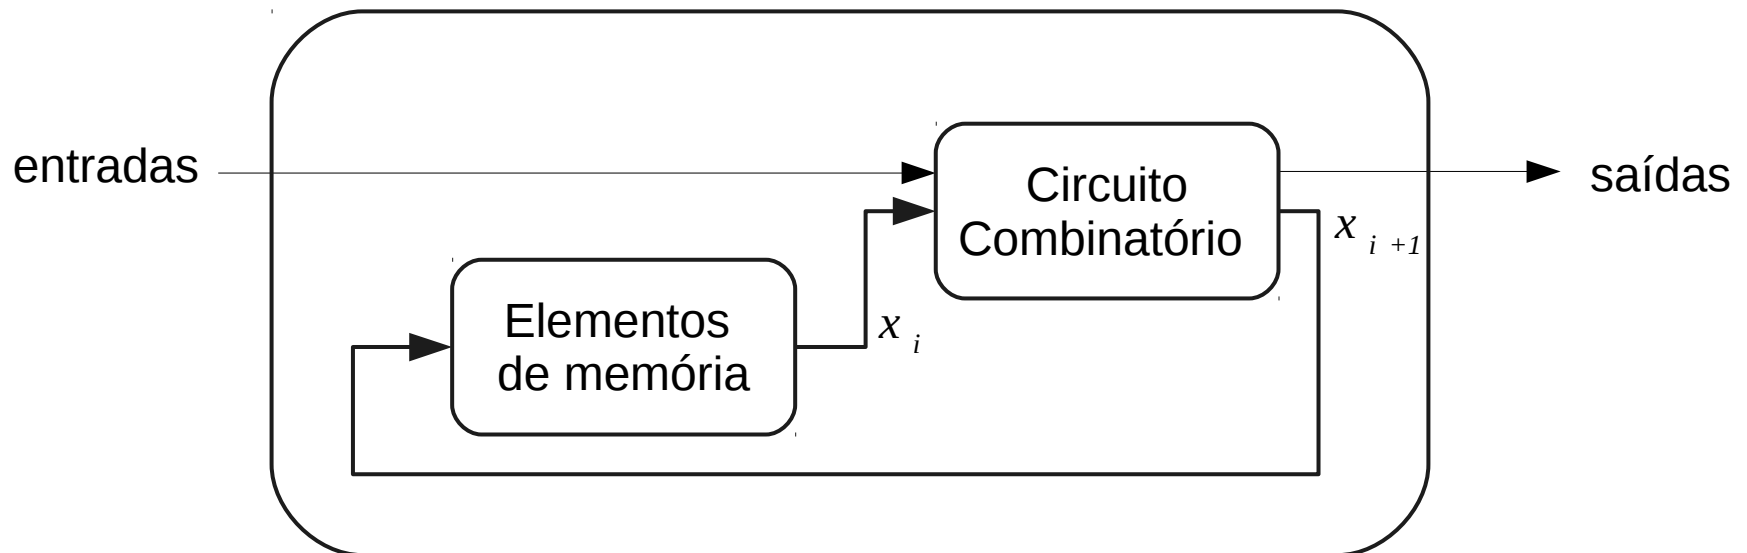 entradas
Circuito
Combinatório
saídas
x i +1
Elementos
de memória
x i